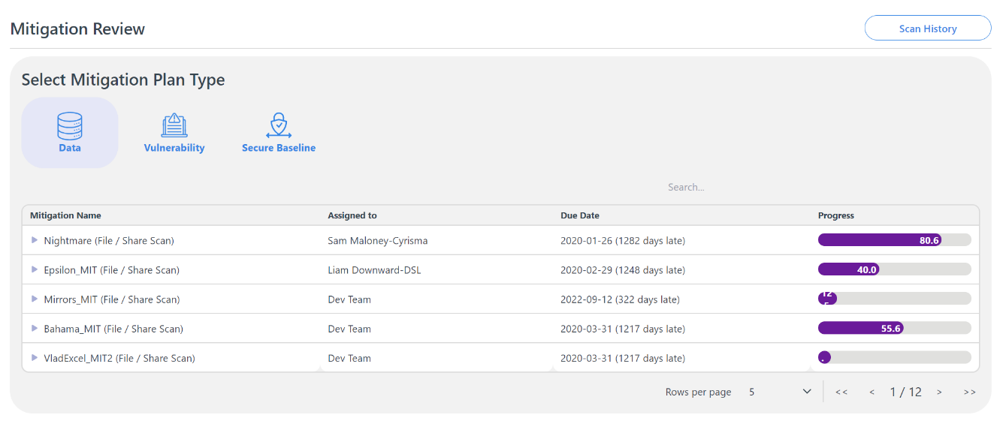 Mitigation Review
Scan History
Select Mitigation Plan Type
Data
Vulnerability
Secure Baseline
Search...
Mitigation Name Assigned to Due Date Progress
Nightmare (File / Share Scan) Sam Maloney-Cyrisma 2020-01-26 (1282 days late) 80.6
Epsilon_MIT (File / Share Scan) Liam Downward-DSL 2020-02-29 (1248 days late) 40.0
Mirrors_MIT (File / Share Scan) Dev Team 2022-09-12 (322 days late)
Bahama_MIT (File / Share Scan) Dev Team 2020-03-31 (1217 days late) 55.6
VladExcel_MIT2 (File / Share Scan) Dev Team 2020-03-31 (1217 days late)
Rows per page 5 << < 1 / 12 > >>